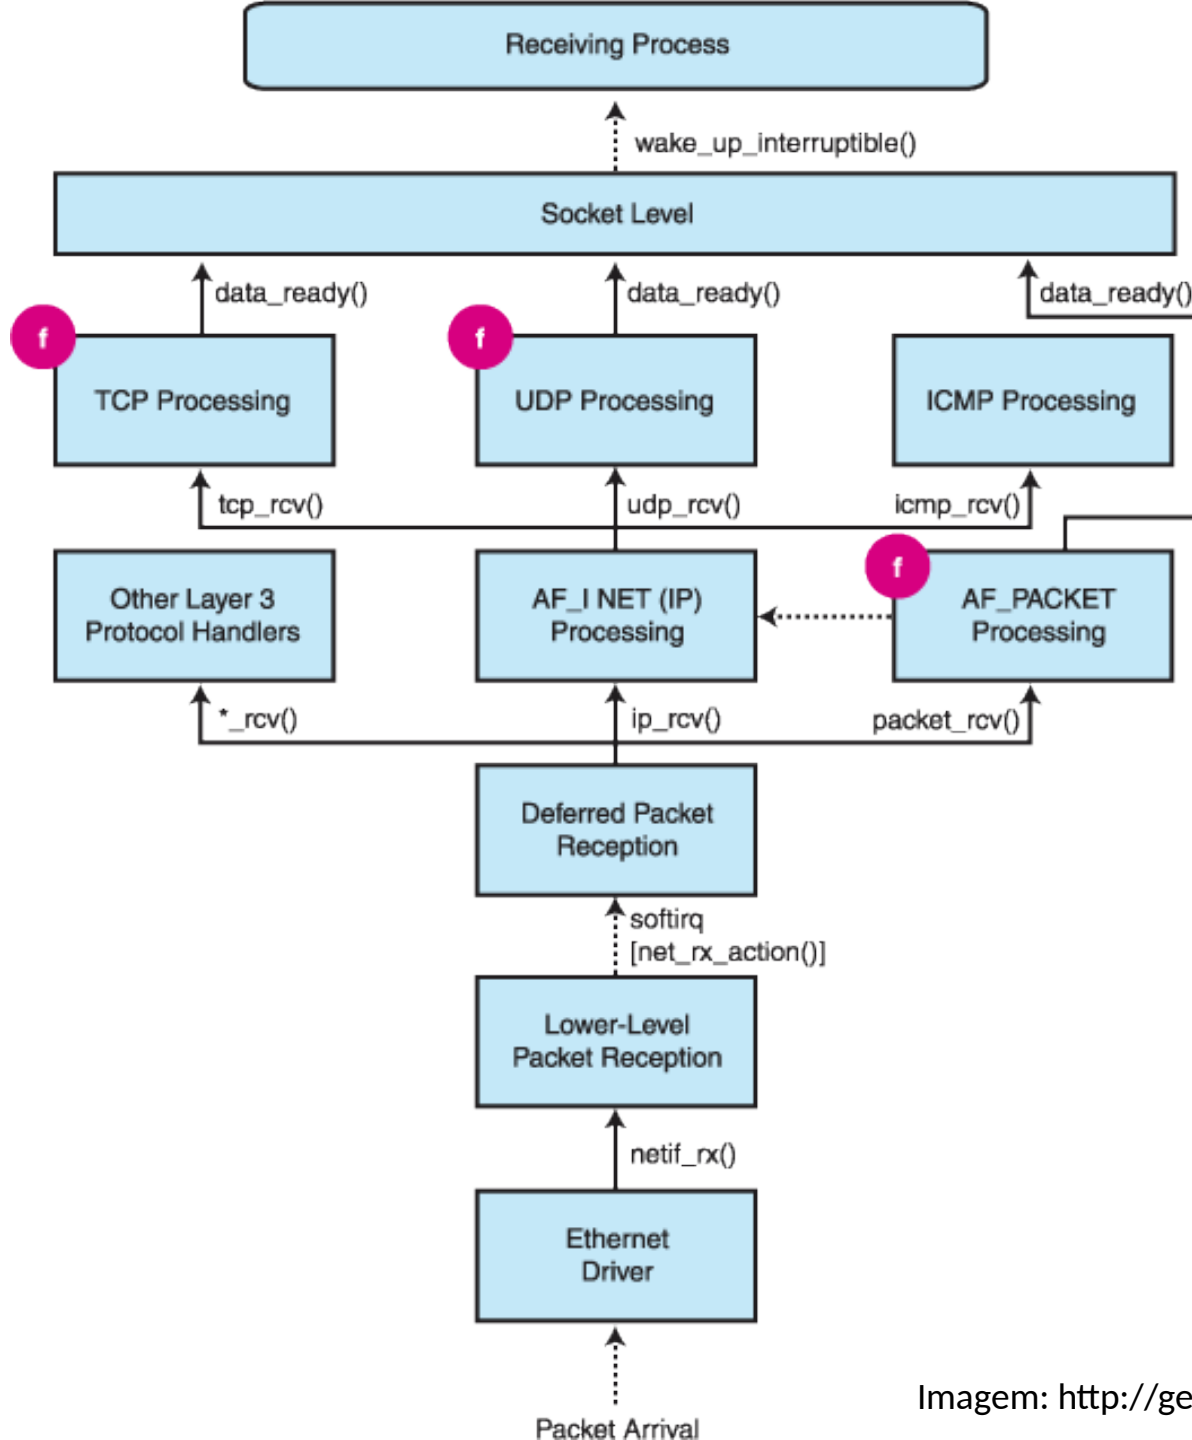 Receiving Process
wake_up_interruptible()
Socket Level
data_ready()
data_ready()
data_ready()
f
f
TCP Processing
UDP Processing
ICMP Processing
tcp_rcv()
udp_rcv()
icmp_rcv()
f
Other Layer 3
Protocol Handlers
AF_I NET (IP)
Processing
AF_PACKET
Processing
*_rcv()
ip_rcv()
packet_rcv()
Deferred Packet
Reception
softirq
[net_rx_action()]
Lower-Level
Packet Reception
netif_rx()
Ethernet
Driver
Imagem: http://ge
Packet Arrival